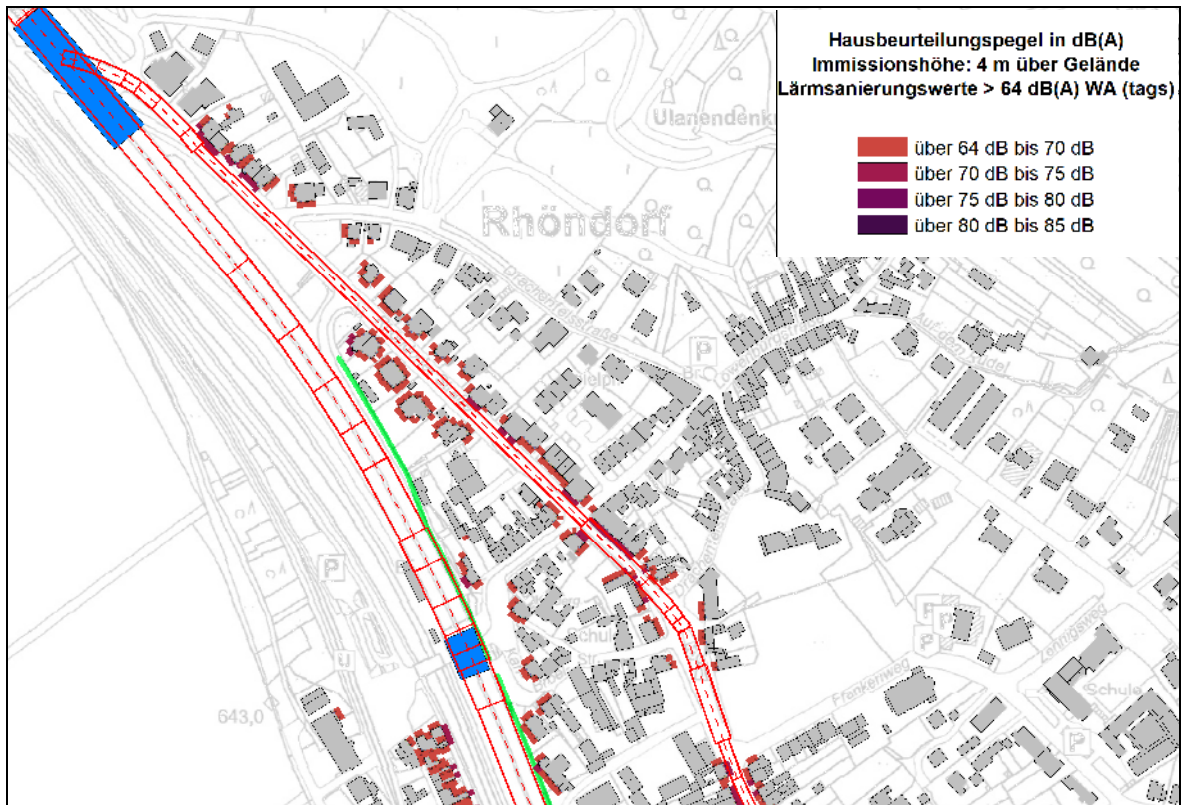 Hausbeurteilungspegel in dB(A)
Immissionshöhe: 4 m über Gelände
Lärmsanierungswerte > 64 dB(A) WA (tags)
über 64 dB bis 70 dB
über 70 dB bis 75 dB
über 75 dB bis 80 dB
über 80 dB bis 85 dB
Ulanendenk
Rhöndorf
P
P
Frankenweg
Schule
P
643,0